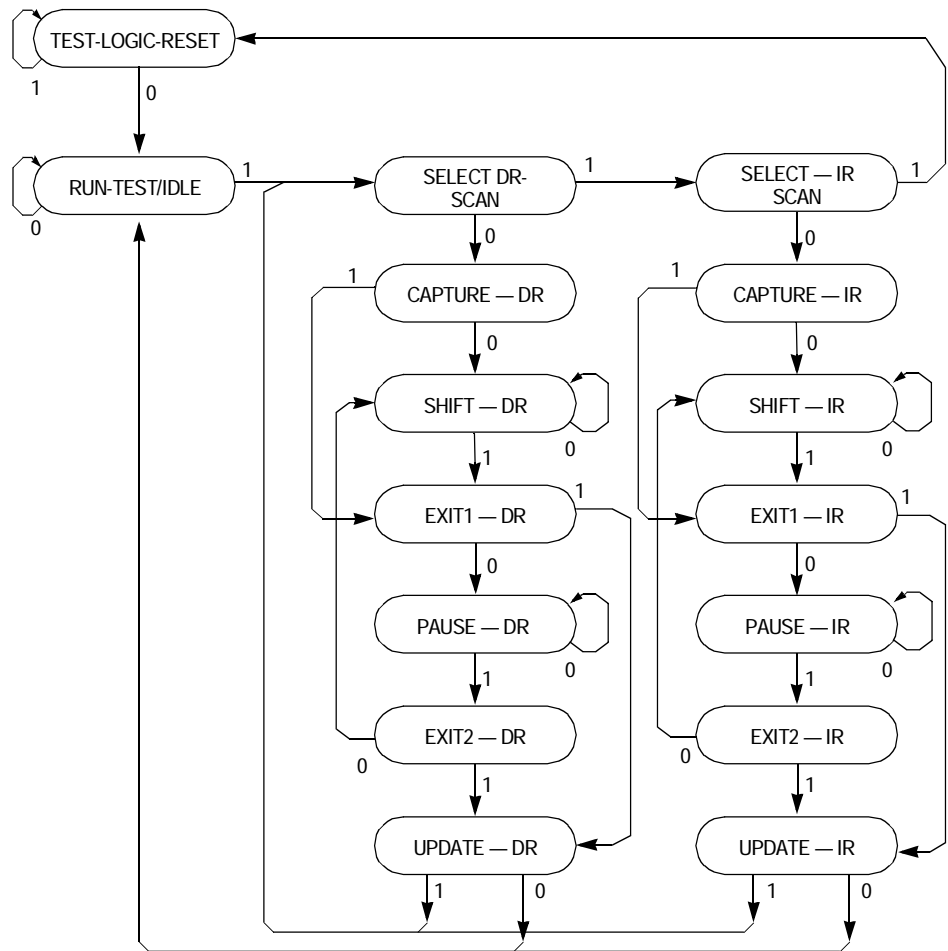 TEST-LOGIC-RESET
1
0
RUN-TEST/IDLE
1
SELECT DR-
SCAN
1
SELECT — IR
SCAN
1
0
0
0
1
CAPTURE — DR
1
CAPTURE — IR
0
0
SHIFT — DR
SHIFT — IR
0
0
1
1
EXIT1 — DR
1
EXIT1 — IR
1
0
0
PAUSE — DR
PAUSE — IR
0
0
1
1
EXIT2 — DR
EXIT2 — IR
0
0
1
1
UPDATE — DR
UPDATE — IR
1
0
1
0